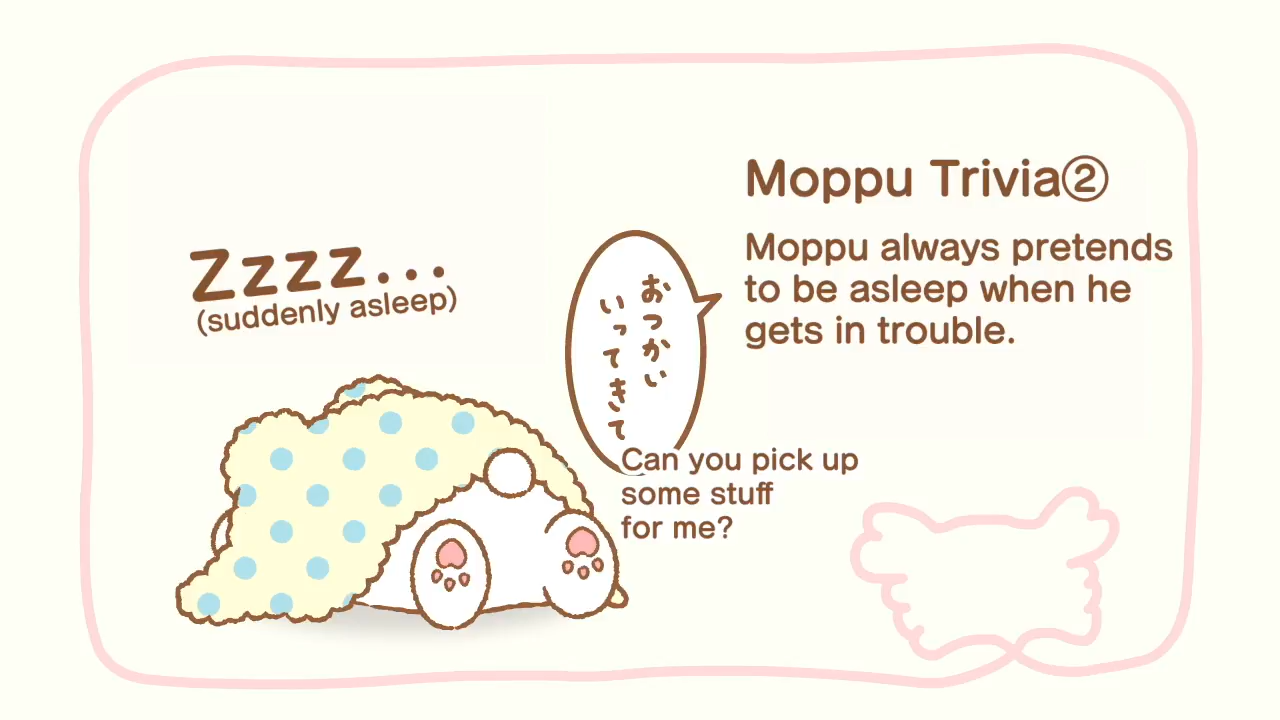 Moppu Trivia②
Moppu always pretends
to be asleep when he
gets in trouble.
Zzzz...
(suddenly asleep)
おつかい
いってきて
Can you pick up
some stuff
for me?